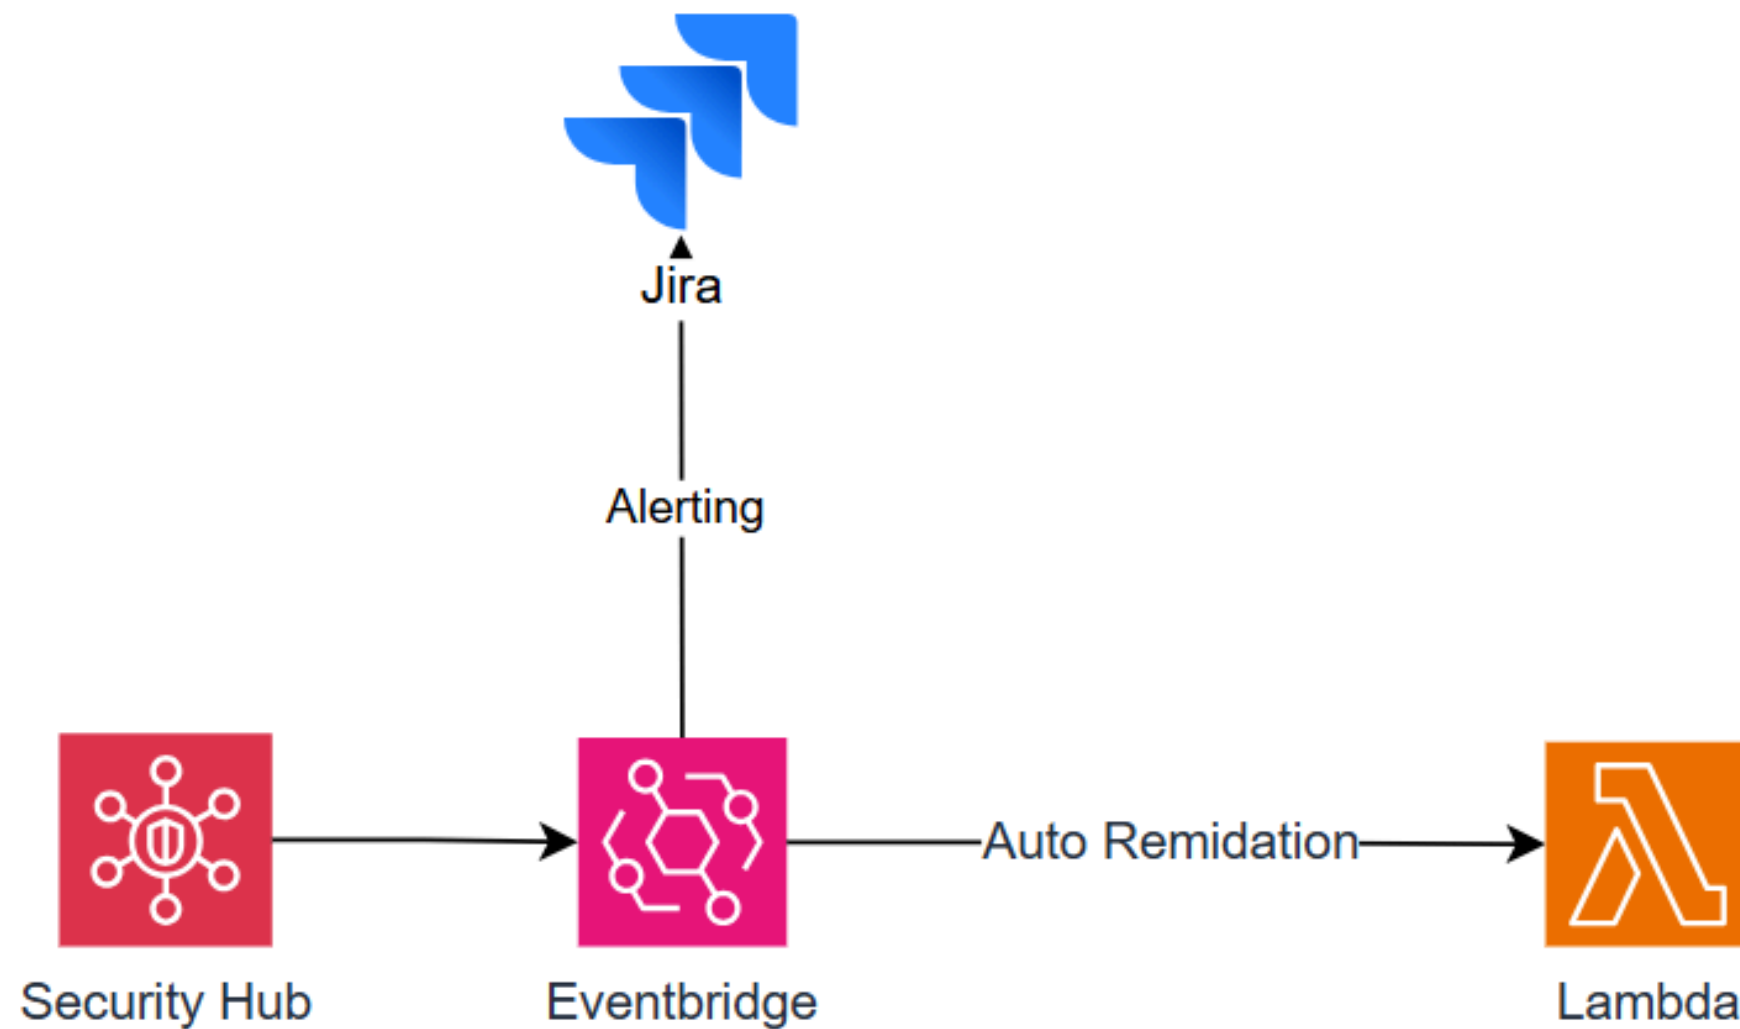 Jira
Alerting
Auto Remidation
Security Hub
Eventbridge
Lambda